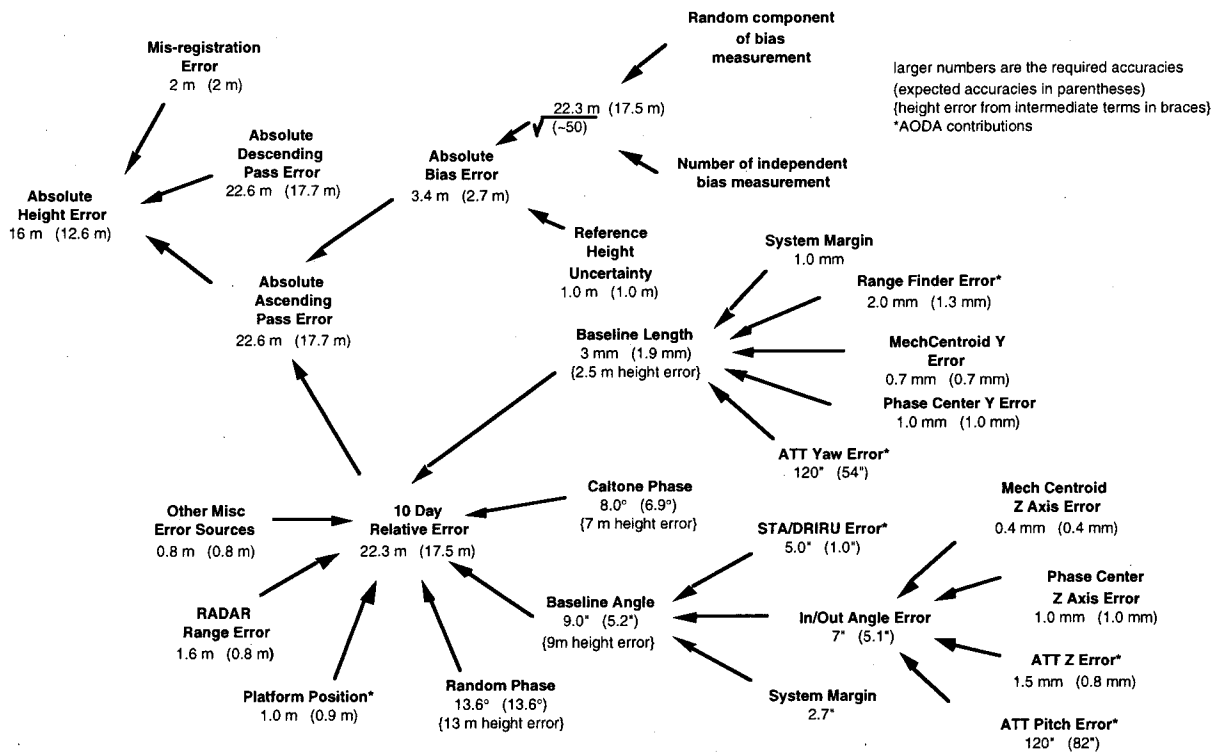 Random component
of bias
measurement
Mis-registration
Error
2 m (2 m)
larger numbers are the required accuracies
(expected accuracies in parentheses)
{height error from intermediate terms in braces}
*AODA contributions
22.3 m (17.5 m)
√(~50)
Absolute
Descending
Pass Error
22.6 m (17.7 m)
Absolute
Bias Error
3.4 m (2.7 m)
Number of independent
bias measurement
Absolute
Height Error
16 m (12.6 m)
Reference
Height
Uncertainty
1.0 m (1.0 m)
System Margin
1.0 mm
Absolute
Ascending
Pass Error
22.6 m (17.7 m)
Range Finder Error*
2.0 mm (1.3 mm)
Baseline Length
3 mm (1.9 mm)
{2.5 m height error}
MechCentroid Y
Error
0.7 mm (0.7 mm)
Phase Center Y Error
1.0 mm (1.0 mm)
ATT Yaw Error*
120" (54")
Caltone Phase
8.0° (6.9°)
{7 m height error}
Mech Centroid
Z Axis Error
0.4 mm (0.4 mm)
Other Misc
Error Sources
0.8 m (0.8 m)
10 Day
Relative Error
22.3 m (17.5 m)
STA/DRIRU Error*
5.0" (1.0")
Phase Center
Z Axis Error
1.0 mm (1.0 mm)
RADAR
Range Error
1.6 m (0.8 m)
Baseline Angle
9.0" (5.2")
{9m height error}
In/Out Angle Error
7" (5.1")
ATT Z Error*
1.5 mm (0.8 mm)
Platform Position*
1.0 m (0.9 m)
Random Phase
13.6° (13.6°)
{13 m height error}
System Margin
2.7"
ATT Pitch Error*
120" (82")